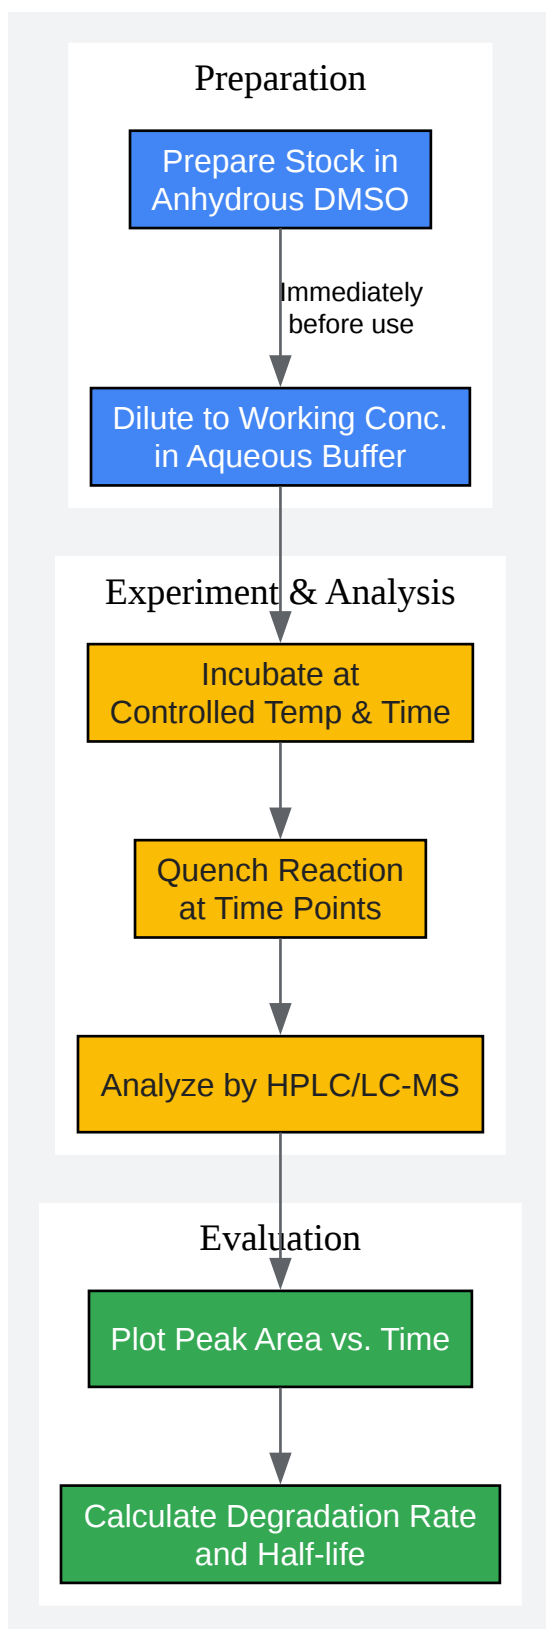 Preparation
Prepare Stock in
Anhydrous DMSO
Immediately
before use
Dilute to Working Conc.
in Aqueous Buffer
Experiment & Analysis
Incubate at
Controlled Temp & Time
Quench Reaction
at Time Points
Analyze by HPLC/LC-MS
Evaluation
Plot Peak Area vs. Time
Calculate Degradation Rate
and Half-life